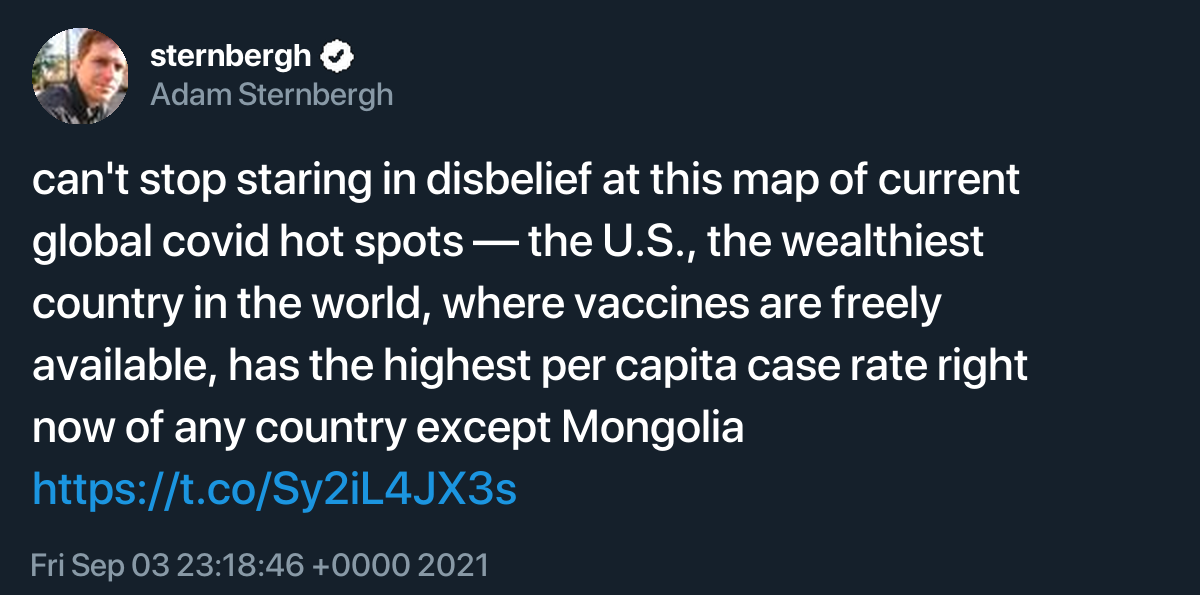 sternbergh
Adam Sternbergh
can't stop staring in disbelief at this map of current
global covid hot spots — the U.S., the wealthiest
country in the world, where vaccines are freely
available, has the highest per capita case rate right
now of any country except Mongolia
https://t.co/Sy2iL4JX3s
Fri Sep 03 23:18:46 +0000 2021